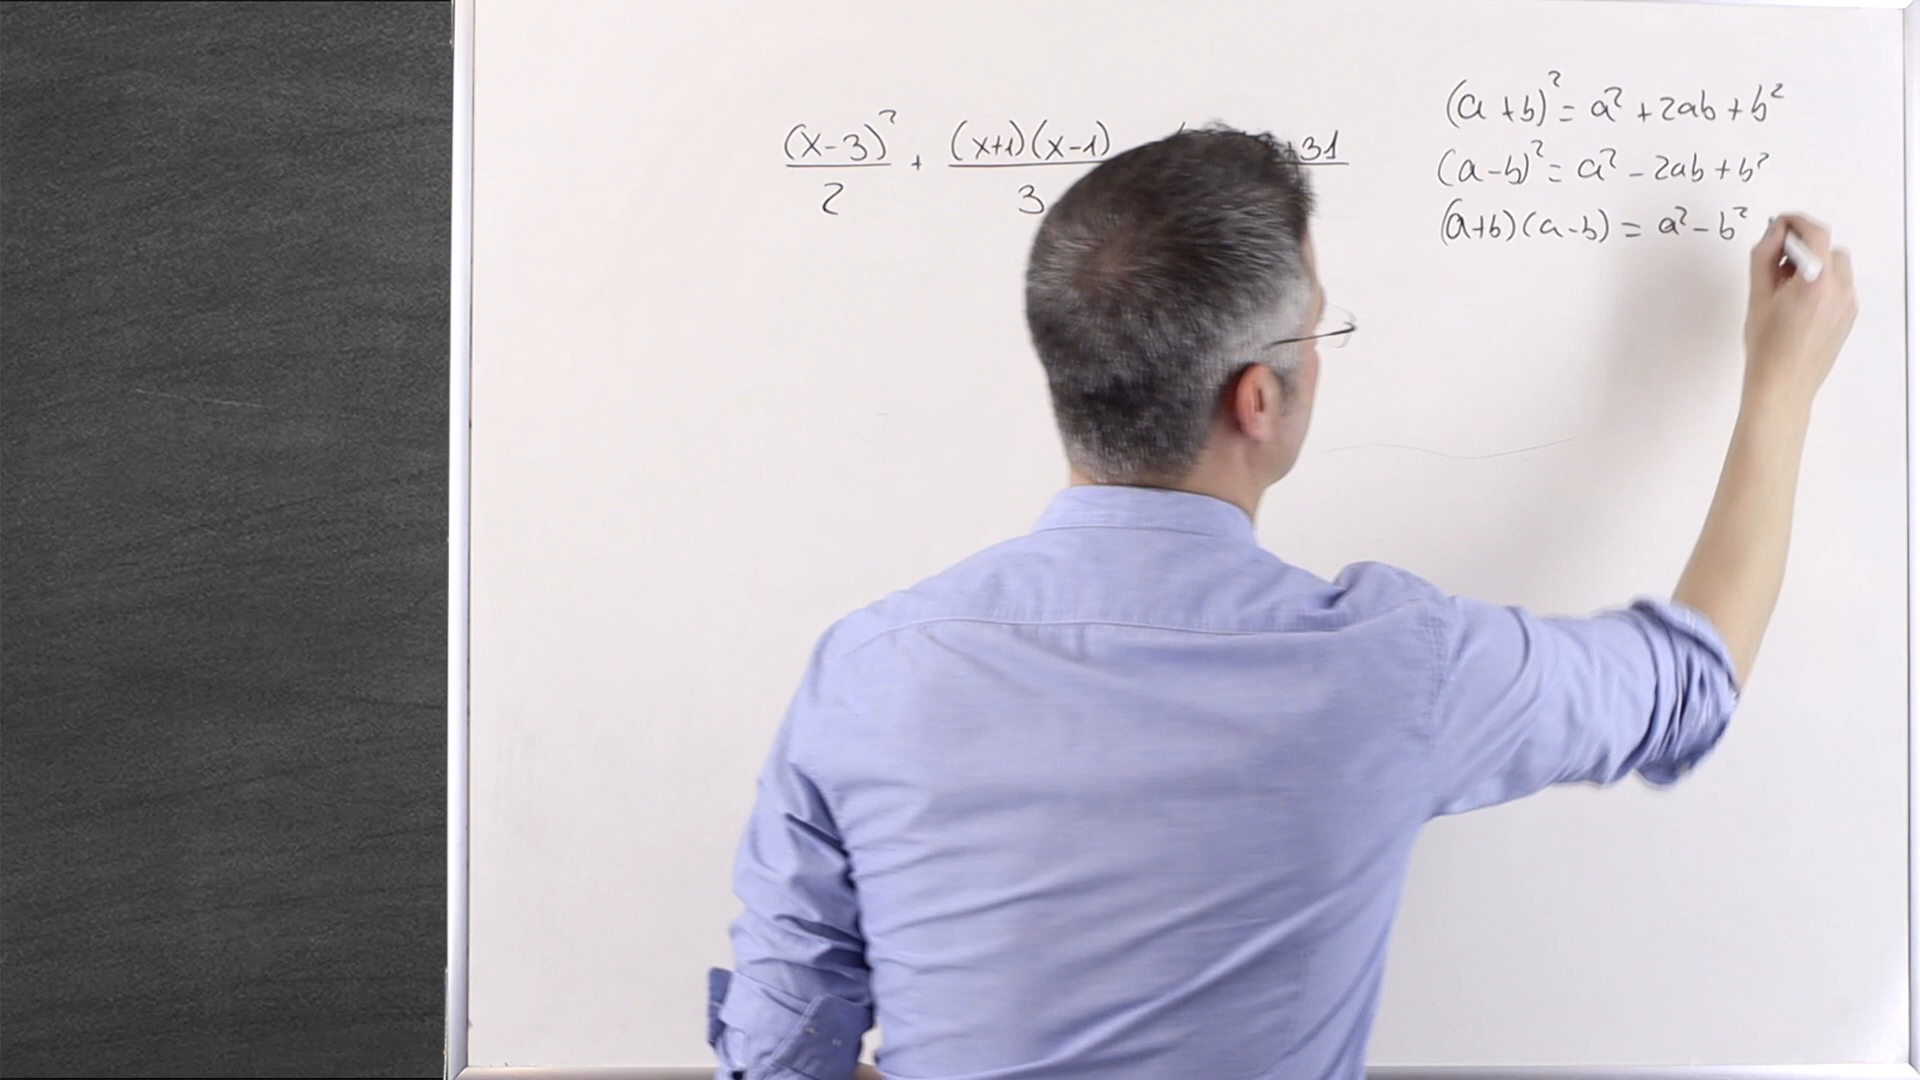 (x-3)² / 2 + (x+1)(x-1) / 3 +31
(a+b)² = a² + 2ab + b²
(a-b)² = a² - 2ab + b²
(a+b)(a-b) = a² - b²